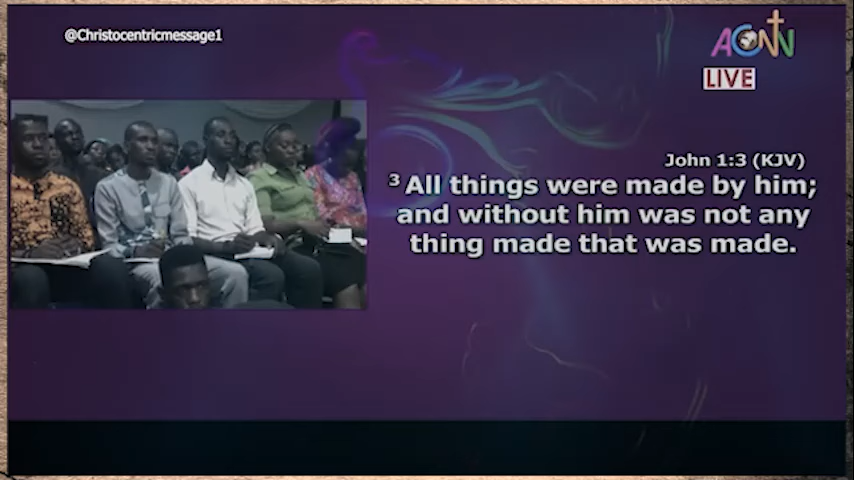 @Christocentricmessage1
ACNN
LIVE
John 1:3 (KJV)
3 All things were made by him;
and without him was not any
thing made that was made.